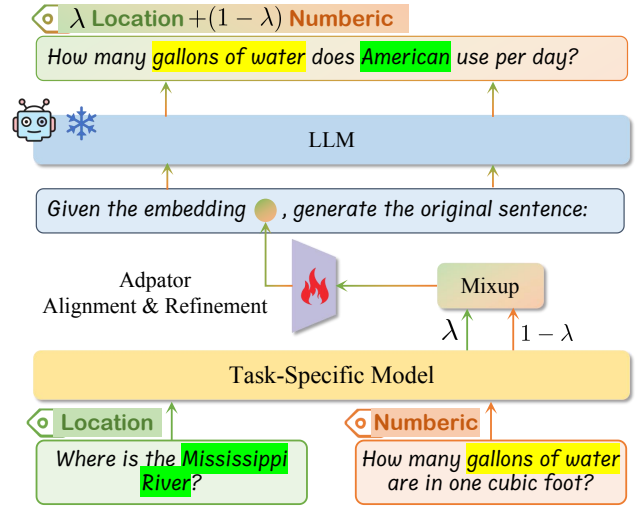 λ Location +(1 − λ) Numberic
How many gallons of water does American use per day?
LLM
Given the embedding , generate the original sentence:
Adpator
Alignment & Refinement
Mixup
λ
1 − λ
Task-Specific Model
Location
Numberic
Where is the Mississippi
River?
How many gallons of water
are in one cubic foot?